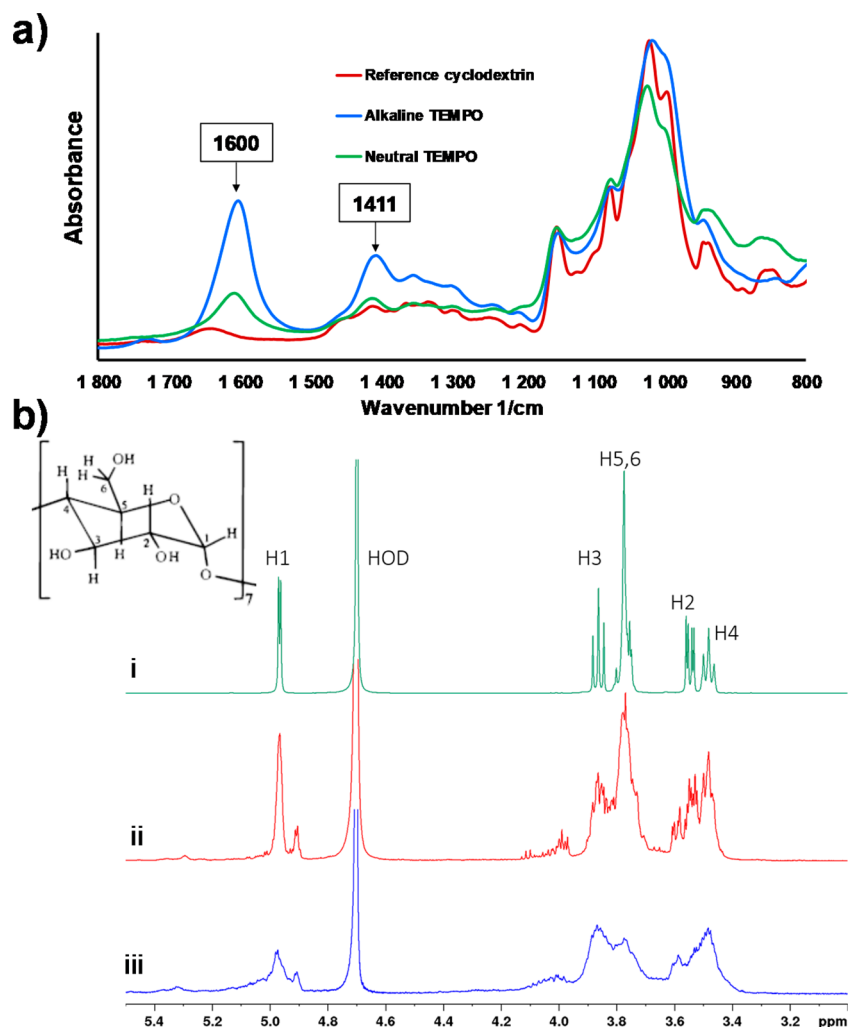 a)
Absorbance
1600
1411
Reference cyclodextrin
Alkaline TEMPO
Neutral TEMPO
1 800 1 700 1 600 1 500 1 400 1 300 1 200 1 100 1 000 900 800
Wavenumber 1/cm
b)
OH
H
H
6
H
H
O
4
5
H
HO
3
2
1
H
OH
H
O
7
H1
HOD
H3
H5,6
H2
H4
i
ii
iii
5.4 5.2 5.0 4.8 4.6 4.4 4.2 4.0 3.8 3.6 3.4 3.2 ppm